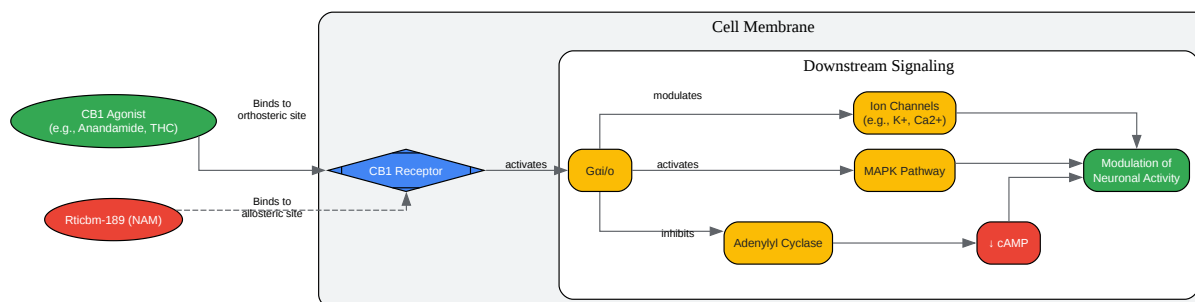 Cell Membrane
Downstream Signaling
CB1 Agonist
(e.g., Anandamide, THC)
Binds to
orthosteric site
Rticbm-189 (NAM)
Binds to
allosteric site
CB1 Receptor
activates
Gαi/o
modulates
Ion Channels
(e.g., K+, Ca2+)
activates
MAPK Pathway
inhibits
Adenylyl Cyclase
↓ cAMP
Modulation of
Neuronal Activity